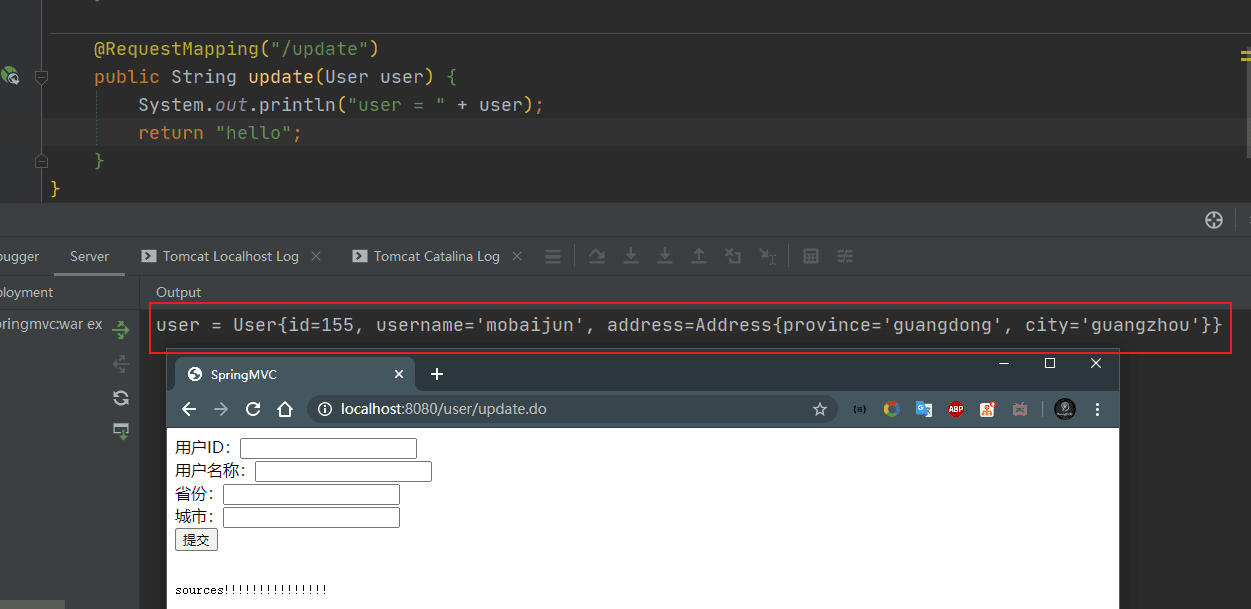 @RequestMapping("/update")
public String update(User user) {
System.out.println("user = " + user);
return "hello";
}
}
ougger
Server
Tomcat Localhost Log
Tomcat Catalina Log
ployment
Output
pringmvc:war ex
user = User{id=155, username='mobaijun', address=Address{province='guangdong', city='guangzhou'}}
SpringMVC
localhost:8080/user/update.do
ABP
用户ID:
用户名称:
省份:
城市:
提交
sources!!!!!!!!!!!!!!!